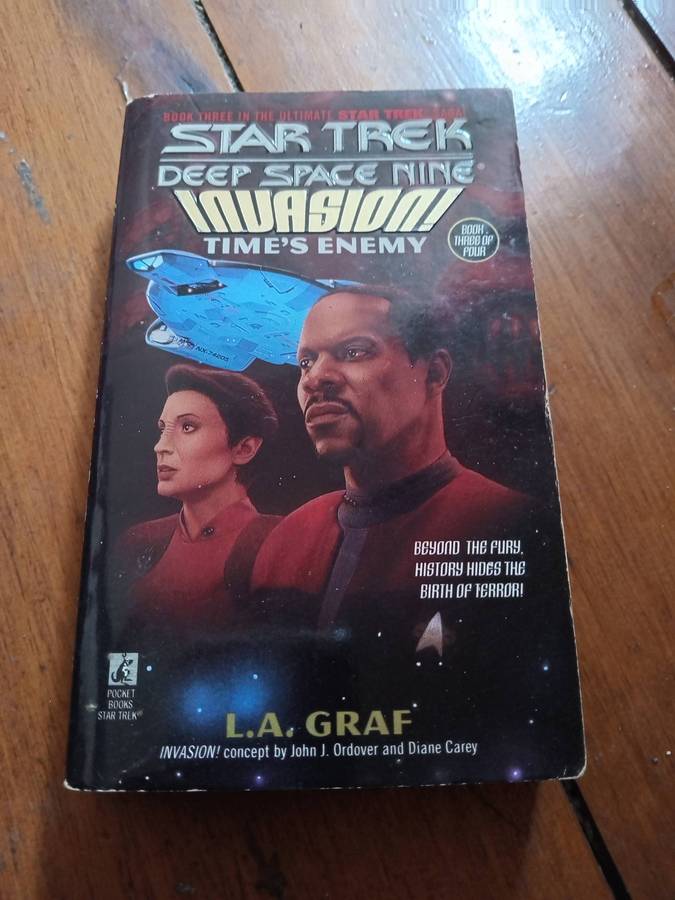 BOOK THREE IN THE ULTIMATE STAR TREK SAGA!
STAR TREK
DEEP SPACE NINE®
INVASION!
TIME'S ENEMY
BOOK
THREE OF
FOUR
NX-74205
BEYOND THE FURY,
HISTORY HIDES THE
BIRTH OF TERROR!
POCKET
BOOKS
STAR TREK®
L.A. GRAF
INVASION! concept by John J. Ordover and Diane Carey